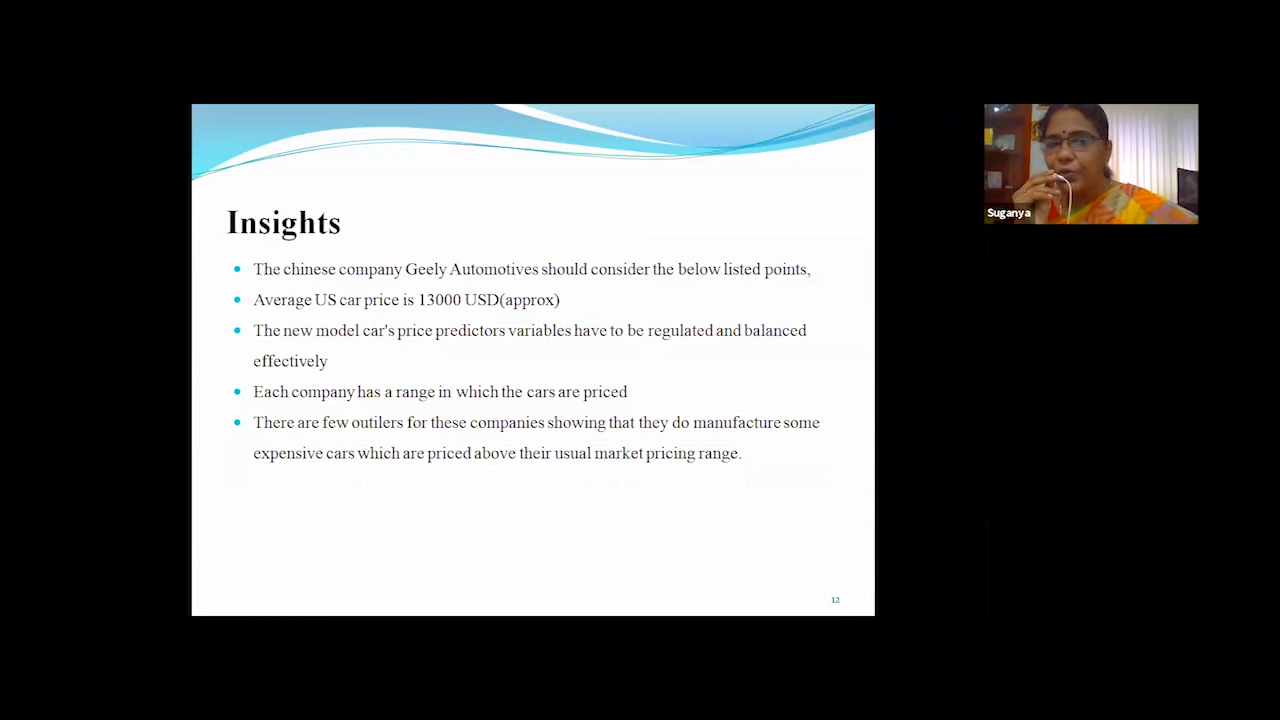 Insights
The chinese company Geely Automotives should consider the below listed points,
Average US car price is 13000 USD(approx)
The new model car's price predictors variables have to be regulated and balanced
effectively
Each company has a range in which the cars are priced
There are few outilers for these companies showing that they do manufacture some
expensive cars which are priced above their usual market pricing range.
12
Suganya